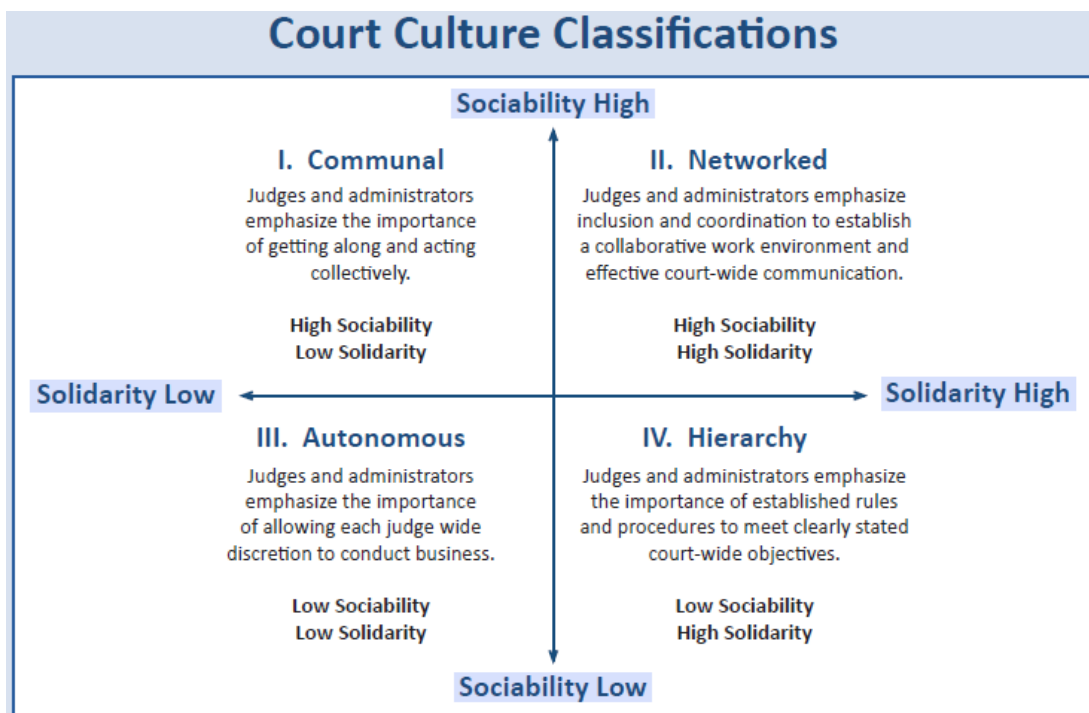 Court Culture Classifications
Sociability High
I. Communal
Judges and administrators
emphasize the importance
of getting along and acting
collectively.
High Sociability
Low Solidarity
II. Networked
Judges and administrators emphasize
inclusion and coordination to establish
a collaborative work environment and
effective court-wide communication.
High Sociability
High Solidarity
Solidarity Low
Solidarity High
III. Autonomous
Judges and administrators
emphasize the importance
of allowing each judge wide
discretion to conduct business.
Low Sociability
Low Solidarity
IV. Hierarchy
Judges and administrators emphasize
the importance of established rules
and procedures to meet clearly stated
court-wide objectives.
Low Sociability
High Solidarity
Sociability Low